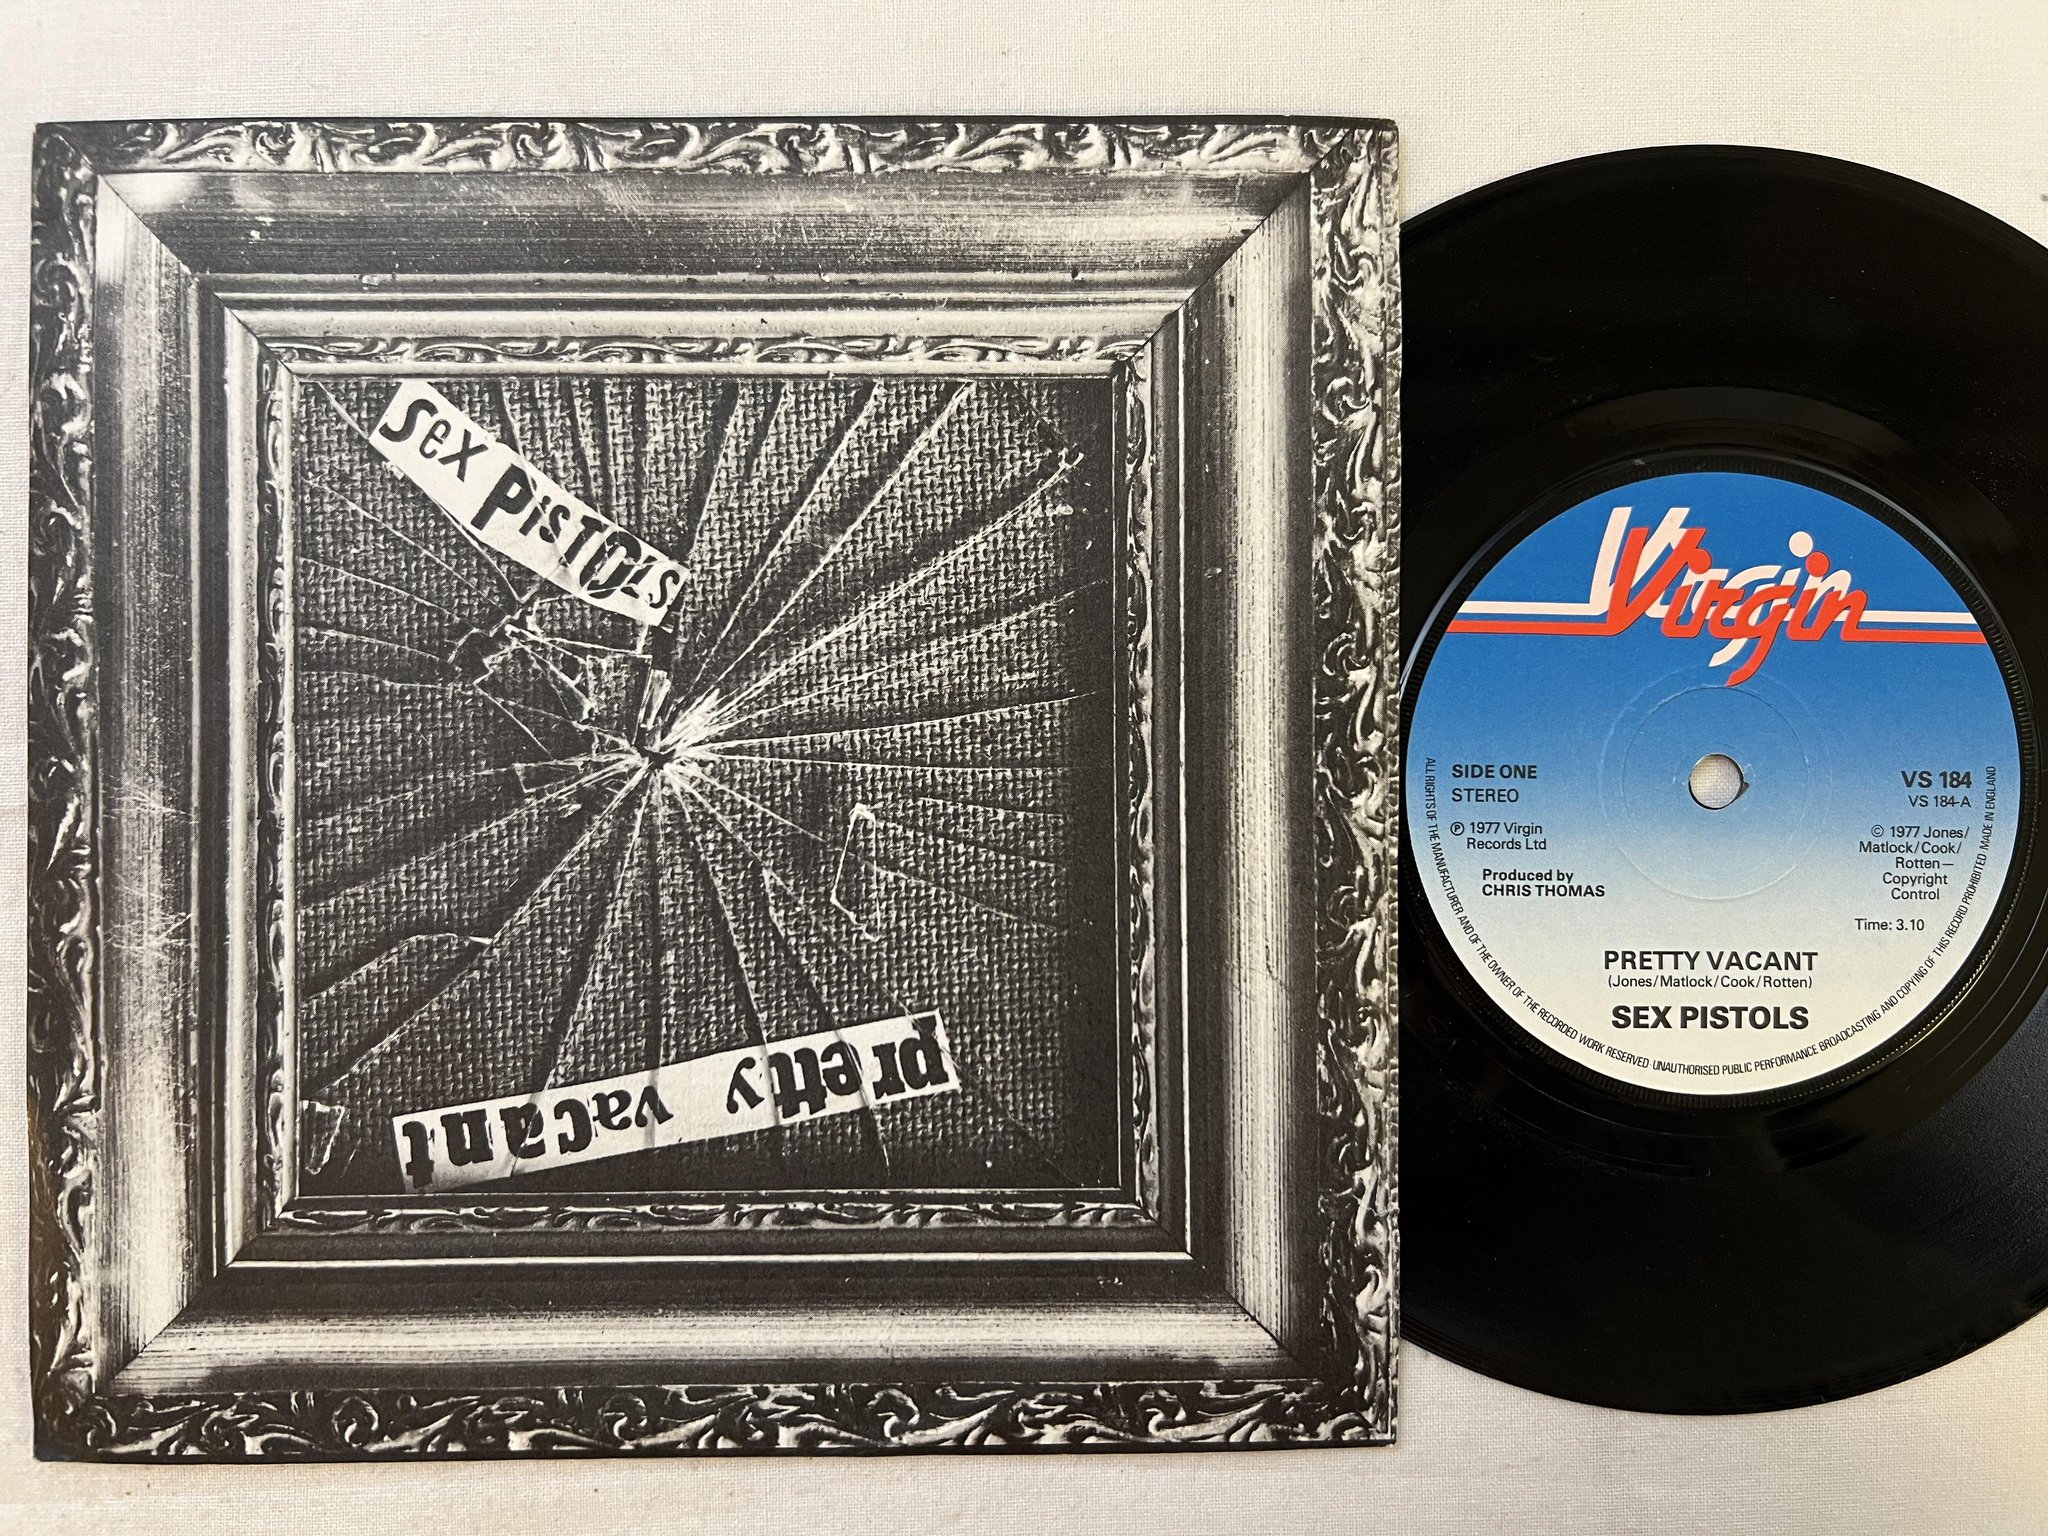 sex PisTOLS
pretty vacant
Virgin
SIDE ONE
STEREO
℗ 1977 Virgin
Records Ltd
Produced by
CHRIS THOMAS
VS 184
VS 184-A
© 1977 Jones/
Matlock/Cook/
Rotten—
Copyright
Control
Time: 3.10
PRETTY VACANT
(Jones/Matlock/Cook/Rotten)
SEX PISTOLS
ALL RIGHTS OF THE MANUFACTURER AND OF THE OWNER OF THE RECORDED WORK RESERVED. UNAUTHORISED PUBLIC PERFORMANCE BROADCASTING AND COPYING OF THIS RECORD PROHIBITED. MADE IN ENGLAND